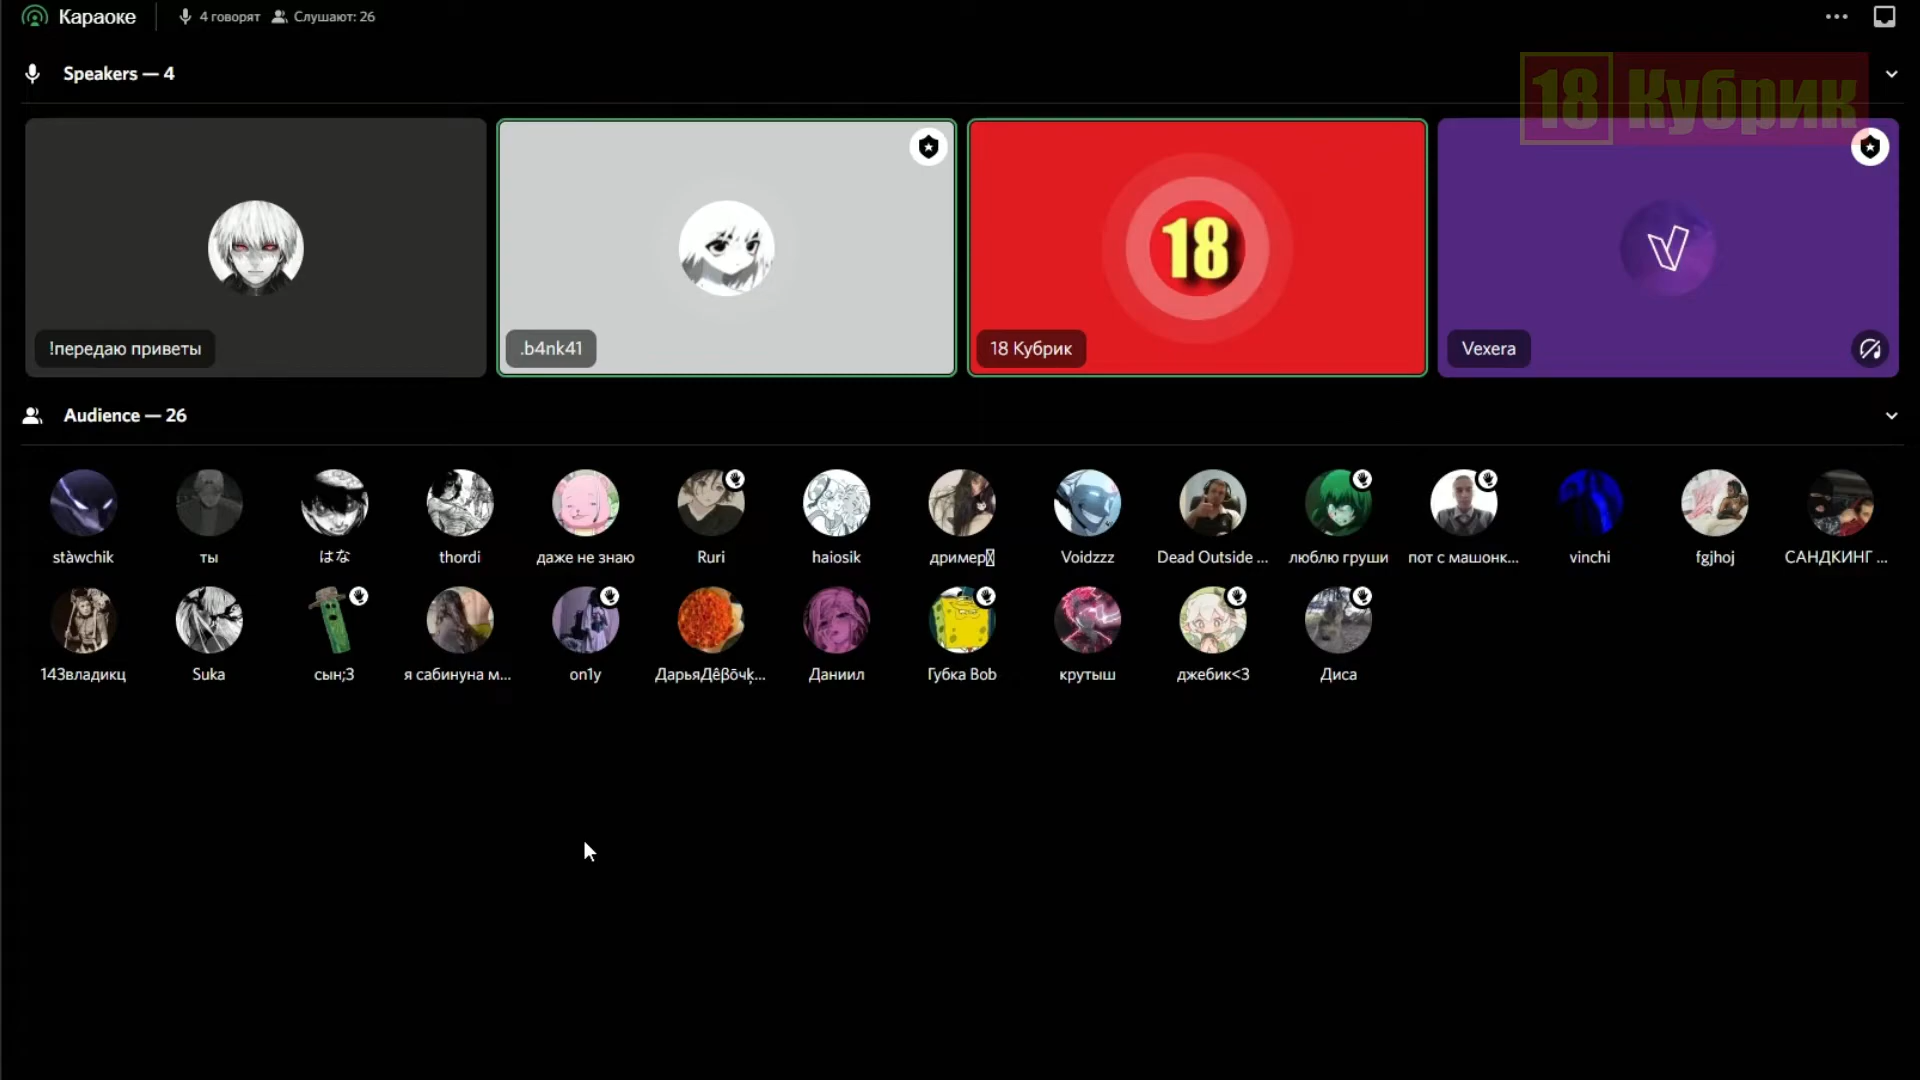 Караоке
4 говорят
Слушают: 26
Speakers — 4
18 Кубрик
!передаю приветы
.b4nk41
18
18 Кубрик
Vexera
Audience — 26
stàwchik
ты
はな
thordi
даже не знаю
Ruri
haiosik
дример
Voidzzz
Dead Outside ...
люблю груши
пот с машонк...
vinchi
fgjhoj
САНДКИНГ ...
143владикц
Suka
сын;3
я сабинуна м...
on1y
Даниил
Губка Bob
крутыш
джебик<3
Диса